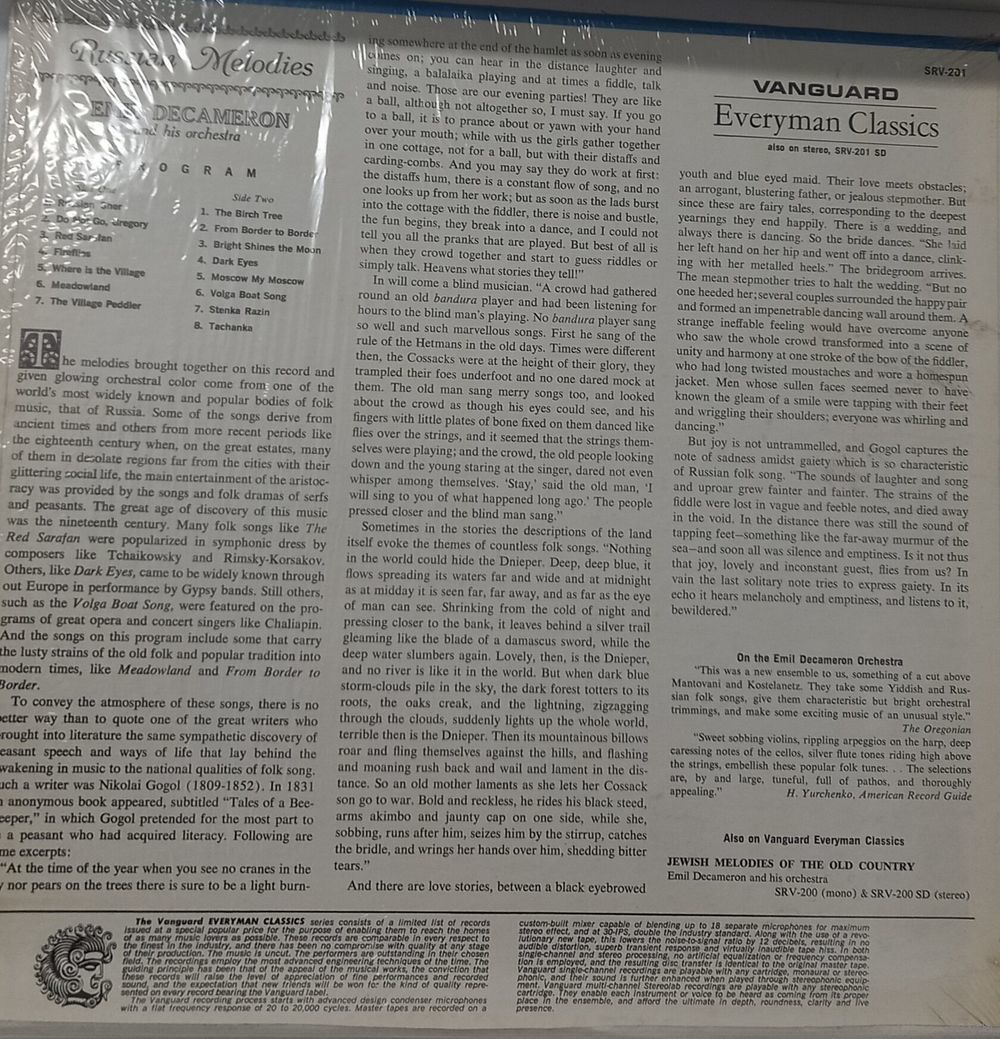 Russian Melodies
EMIL DECAMERON
and his orchestra
PROGRAM
Side One
1. Russian Sher
2. Do Not Go, Gregory
3. Red Sarafan
4. Fireflies
5. Where is the Village
6. Meadowland
7. The Village Peddler
Side Two
1. The Birch Tree
2. From Border to Border
3. Bright Shines the Moon
4. Dark Eyes
5. Moscow My Moscow
6. Volga Boat Song
7. Stenka Razin
8. Tachanka
The melodies brought together on this record and
given glowing orchestral color come from one of the
world's most widely known and popular bodies of folk
music, that of Russia. Some of the songs derive from
ancient times and others from more recent periods like
the eighteenth century when, on the great estates, many
of them in desolate regions far from the cities with their
glittering social life, the main entertainment of the aristoc-
racy was provided by the songs and folk dramas of serfs
and peasants. The great age of discovery of this music
was the nineteenth century. Many folk songs like The
Red Sarafan were popularized in symphonic dress by
composers like Tchaikowsky and Rimsky-Korsakov.
Others, like Dark Eyes, came to be widely known through
out Europe in performance by Gypsy bands. Still others,
such as the Volga Boat Song, were featured on the pro-
grams of great opera and concert singers like Chaliapin.
And the songs on this program include some that carry
the lusty strains of the old folk and popular tradition into
modern times, like Meadowland and From Border to
Border.
To convey the atmosphere of these songs, there is no
etter way than to quote one of the great writers who
rought into literature the same sympathetic discovery of
easant speech and ways of life that lay behind the
wakening in music to the national qualities of folk song.
uch a writer was Nikolai Gogol (1809-1852). In 1831
anonymous book appeared, subtitled "Tales of a Bee-
eeper," in which Gogol pretended for the most part to
a peasant who had acquired literacy. Following are
me excerpts:
"At the time of the year when you see no cranes in the
nor pears on the trees there is sure to be a light burn-
ing somewhere at the end of the hamlet as soon as evening
comes on; you can hear in the distance laughter and
singing, a balalaika playing and at times a fiddle, talk
and noise. Those are our evening parties! They are like
a ball, although not altogether so, I must say. If you go
to a ball, it is to prance about or yawn with your hand
over your mouth; while with us the girls gather together
in one cottage, not for a ball, but with their distaffs and
carding-combs. And you may say they do work at first:
the distaffs hum, there is a constant flow of song, and no
one looks up from her work; but as soon as the lads burst
into the cottage with the fiddler, there is noise and bustle,
the fun begins, they break into a dance, and I could not
tell you all the pranks that are played. But best of all is
when they crowd together and start to guess riddles or
simply talk. Heavens what stories they tell!"
In will come a blind musician. "A crowd had gathered
round an old bandura player and had been listening for
hours to the blind man's playing. No bandura player sang
so well and such marvellous songs. First he sang of the
rule of the Hetmans in the old days. Times were different
then, the Cossacks were at the height of their glory, they
trampled their foes underfoot and no one dared mock at
them. The old man sang merry songs too, and looked
about the crowd as though his eyes could see, and his
fingers with little plates of bone fixed on them danced like
flies over the strings, and it seemed that the strings them-
selves were playing; and the crowd, the old people looking
down and the young staring at the singer, dared not even
whisper among themselves. 'Stay,' said the old man, 'I
will sing to you of what happened long ago.' The people
pressed closer and the blind man sang."
Sometimes in the stories the descriptions of the land
itself evoke the themes of countless folk songs. "Nothing
in the world could hide the Dnieper. Deep, deep blue, it
flows spreading its waters far and wide and at midnight
as at midday it is seen far, far away, and as far as the eye
of man can see. Shrinking from the cold of night and
pressing closer to the bank, it leaves behind a silver trail
gleaming like the blade of a damascus sword, while the
deep water slumbers again. Lovely, then, is the Dnieper,
and no river is like it in the world. But when dark blue
storm-clouds pile in the sky, the dark forest totters to its
roots, the oaks creak, and the lightning, zigzagging
through the clouds, suddenly lights up the whole world,
terrible then is the Dnieper. Then its mountainous billows
roar and fling themselves against the hills, and flashing
and moaning rush back and wail and lament in the dis-
tance. So an old mother laments as she lets her Cossack
son go to war. Bold and reckless, he rides his black steed,
arms akimbo and jaunty cap on one side, while she,
sobbing, runs after him, seizes him by the stirrup, catches
the bridle, and wrings her hands over him, shedding bitter
tears."
And there are love stories, between a black eyebrowed
SRV-201
VANGUARD
Everyman Classics
also on stereo, SRV-201 SD
youth and blue eyed maid. Their love meets obstacles;
an arrogant, blustering father, or jealous stepmother. But
since these are fairy tales, corresponding to the deepest
yearnings they end happily. There is a wedding, and
always there is dancing. So the bride dances. "She laid
her left hand on her hip and went off into a dance, clink-
ing with her metalled heels." The bridegroom arrives.
The mean stepmother tries to halt the wedding. "But no
one heeded her; several couples surrounded the happy pair
and formed an impenetrable dancing wall around them. A
strange ineffable feeling would have overcome anyone
who saw the whole crowd transformed into a scene of
unity and harmony at one stroke of the bow of the fiddler,
who had long twisted moustaches and wore a homespun
jacket. Men whose sullen faces seemed never to have
known the gleam of a smile were tapping with their feet
and wriggling their shoulders; everyone was whirling and
dancing."
But joy is not untrammelled, and Gogol captures the
note of sadness amidst gaiety which is so characteristic
of Russian folk song. "The sounds of laughter and song
and uproar grew fainter and fainter. The strains of the
fiddle were lost in vague and feeble notes, and died away
in the void. In the distance there was still the sound of
tapping feet—something like the far-away murmur of the
sea—and soon all was silence and emptiness. Is it not thus
that joy, lovely and inconstant guest, flies from us? In
vain the last solitary note tries to express gaiety. In its
echo it hears melancholy and emptiness, and listens to it,
bewildered."
On the Emil Decameron Orchestra
"This was a new ensemble to us, something of a cut above
Mantovani and Kostelanetz. They take some Yiddish and Rus-
sian folk songs, give them characteristic but bright orchestral
trimmings, and make some exciting music of an unusual style."
The Oregonian
"Sweet sobbing violins, rippling arpeggios on the harp, deep
caressing notes of the cellos, silver flute tones riding high above
the strings, embellish these popular folk tunes. . . The selections
are, by and large, tuneful, full of pathos, and thoroughly
appealing." H. Yurchenko, American Record Guide
Also on Vanguard Everyman Classics
JEWISH MELODIES OF THE OLD COUNTRY
Emil Decameron and his orchestra
SRV-200 (mono) & SRV-200 SD (stereo)
The Vanguard EVERYMAN CLASSICS series consists of a limited list of records
issued at a special popular price for the purpose of enabling them to reach the homes
of as many music lovers as possible. These records are comparable in every respect to
the finest in the industry, and there has been no compromise with quality at any stage
of their production. The music is uncut. The performers are outstanding in their chosen
field. The recordings employ the most advanced engineering techniques of the time. The
guiding principle has been that of the appeal of the musical works, the conviction that
these records will raise the level of appreciation of fine performances and recorded
sound, and the expectation that new friends will be won for the kind of quality repre-
sented on every record bearing the Vanguard label.
The Vanguard recording process starts with advanced design condenser microphones
with a flat frequency response of 20 to 20,000 cycles. Master tapes are recorded on a
custom-built mixer capable of blending up to 18 separate microphones for maximum
stereo effect, and at 30-IPS, double the industry standard. Along with the use of a revo-
lutionary new tape, this lowers the noise-to-signal ratio by 12 decibels, resulting in no
audible distortion, superb transient response and virtually inaudible tape hiss. In both
single-channel and stereo processing, no artificial equalization or frequency compensa-
tion is employed, and the resulting disc transfer is identical to the original master tape.
Vanguard single-channel recordings are playable with any cartridge, monaural or stereo-
phonic, and their sound is further enhanced when played through stereophonic equip-
ment. Vanguard multi-channel Stereolab recordings are playable with any stereophonic
cartridge. They enable each instrument or voice to be heard as coming from its proper
place in the ensemble, and afford the ultimate in depth, roundness, clarity and live
presence.